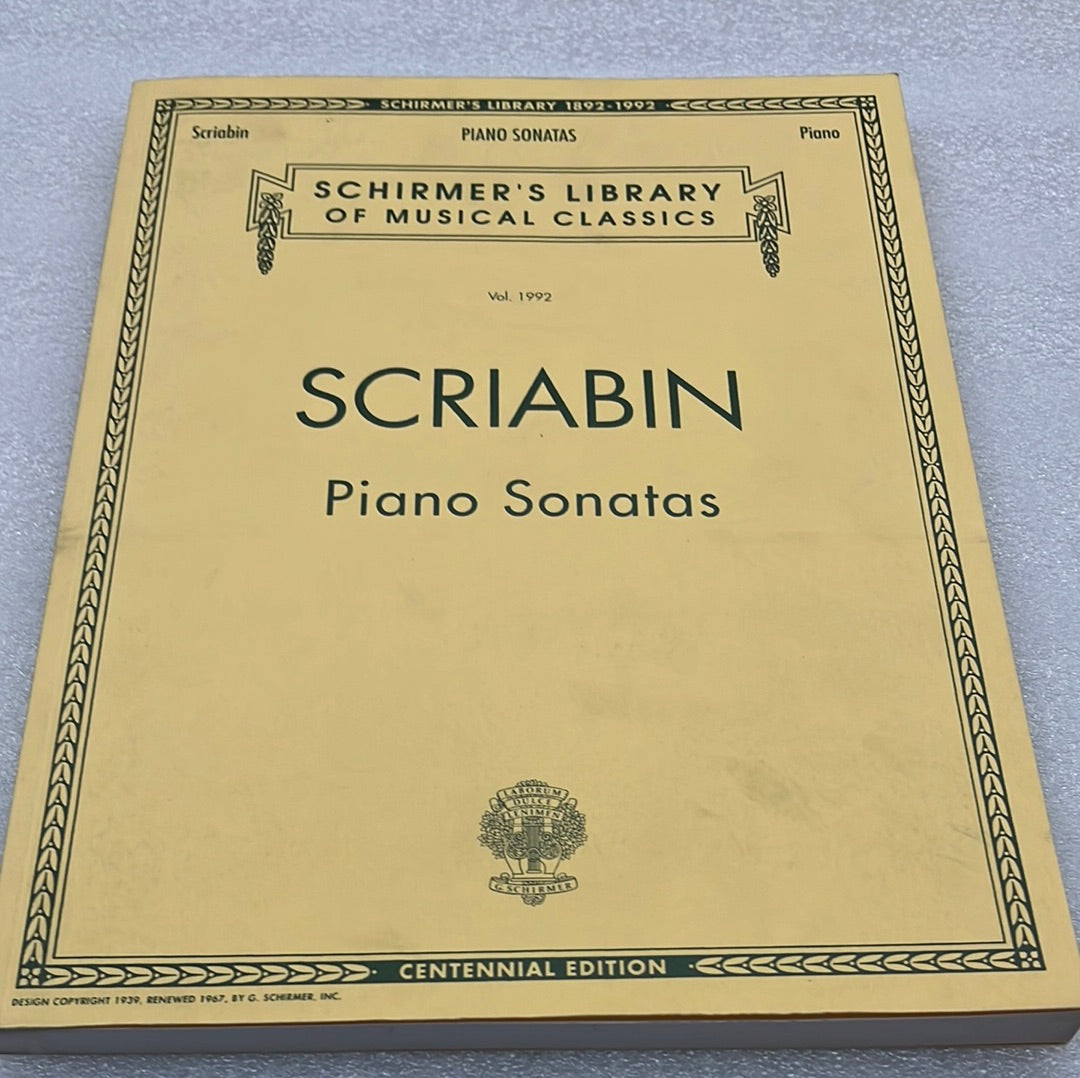 SCHIRMER'S LIBRARY 1892-1992
Scriabin PIANO SONATAS Piano
SCHIRMER'S LIBRARY
OF MUSICAL CLASSICS
Vol. 1992
SCRIABIN
Piano Sonatas
LABORUM
DULCE
LENIMEN
G. SCHIRMER
CENTENNIAL EDITION
DESIGN COPYRIGHT 1939, RENEWED 1967, BY G. SCHIRMER, INC.